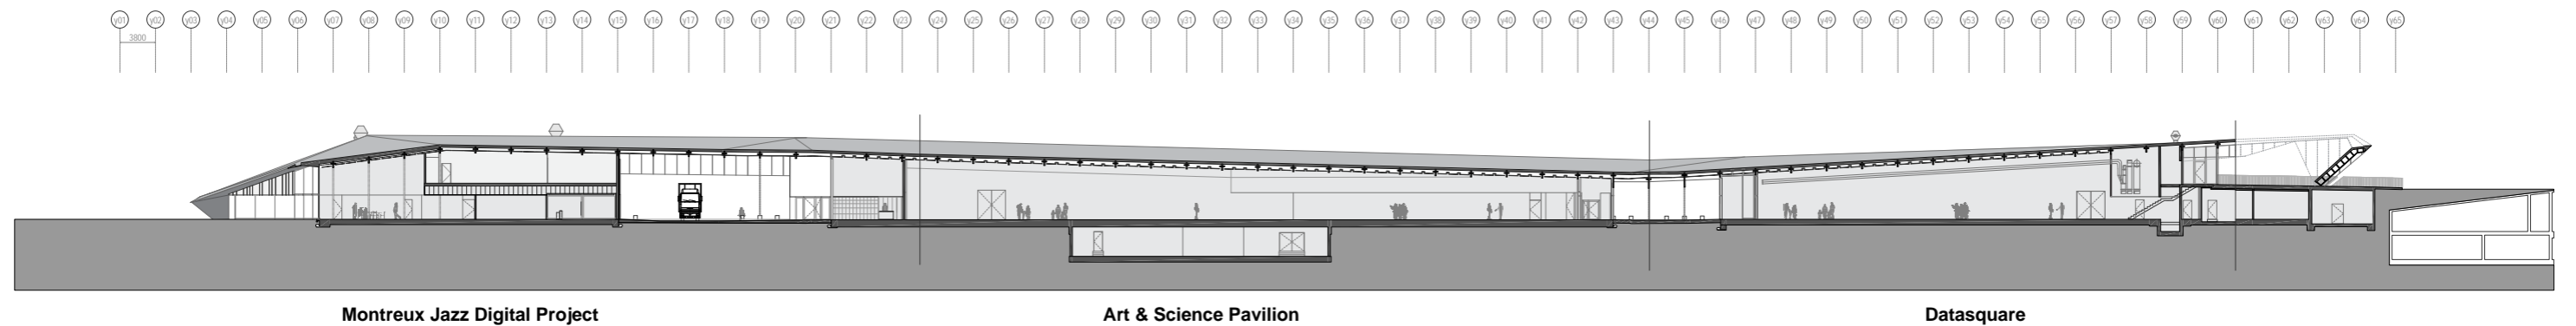 y01 y02 y03 y04 y05 y06 y07 y08 y09 y10 y11 y12 y13 y14 y15 y16 y17 y18 y19 y20 y21 y22 y23 y24 y25 y26 y27 y28 y29 y30 y31 y32 y33 y34 y35 y36 y37 y38 y39 y40 y41 y42 y43 y44 y45 y46 y47 y48 y49 y50 y51 y52 y53 y54 y55 y56 y57 y58 y59 y60 y61 y62 y63 y64 y65
3800
Montreux Jazz Digital Project Art & Science Pavilion Datasquare